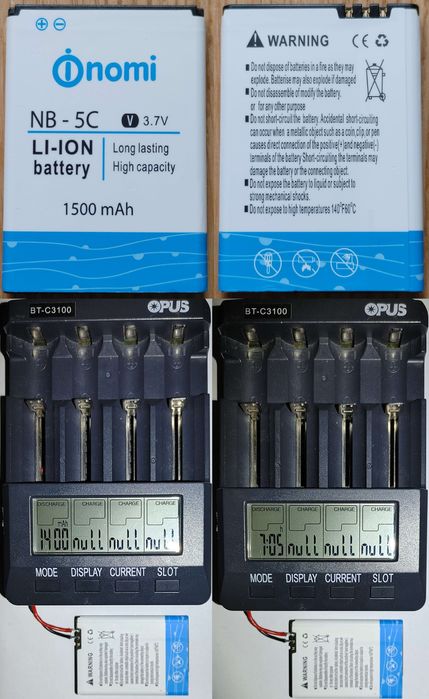 inomi
NB - 5C V 3.7V
LI-ION
battery
Long lasting
High capacity
1500 mAh
WARNING CE
Do not dispose of batteries in a fire as they may
explode. Batterise may also explode if damaged
Do not disassemble of modify the battery.
or for any other purpose
Do not short-circuit the battery. Accidental short-circuiting
can occur when a metallic object such as a coin,clip,or pen
causes direct connection of the positive(+)and negative(-)
terminals of the battery Short-circuiting the terminals may
damage the battery or the connecting object.
Do not expose the battery to liquid or subject to
strong mechanical shocks.
Do not expose to high temperatures 140°F60°C
BT-C3100 OPUS
DISCHARGE CHARGE CHARGE CHARGE
mAh
1400 null null null
MODE DISPLAY CURRENT SLOT
WARNING CE
BT-C3100 OPUS
DISCHARGE CHARGE CHARGE CHARGE
h
7:05 null null null
MODE DISPLAY CURRENT SLOT
WARNING CE